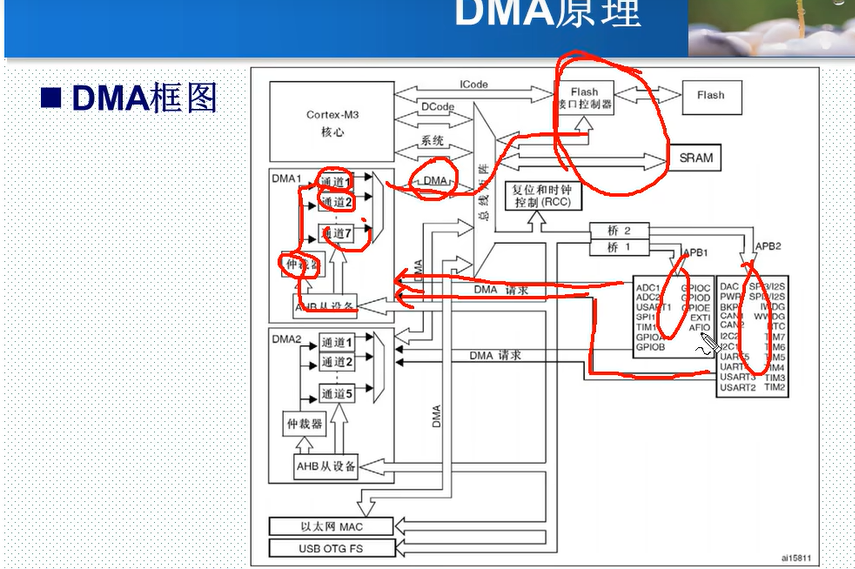 DMA原理
■ DMA框图
Cortex-M3
核心
ICode
DCode
系统
DMA
Flash
接口控制器
Flash
SRAM
总线矩阵
复位和时钟
控制 (RCC)
桥 2
桥 1
APB1
APB2
DMA1
通道1
通道2
通道7
仲裁器
AHB从设备
DMA
DMA 请求
ADC1 GPIOC
ADC2 GPIOD
USART1 GPIOE
SPI1 EXTI
TIM1 AFIO
GPIOA
GPIOB
DAC SPI3/I2S
PWR SPI2/I2S
BKP IWDG
CAN1 WWDG
CAN2 RTC
I2C2 TIM7
I2C1 TIM6
UART5 TIM5
UART4 TIM4
USART3 TIM3
USART2 TIM2
DMA2
通道1
通道2
通道5
仲裁器
AHB从设备
DMA 请求
DMA
以太网 MAC
USB OTG FS
ai15811